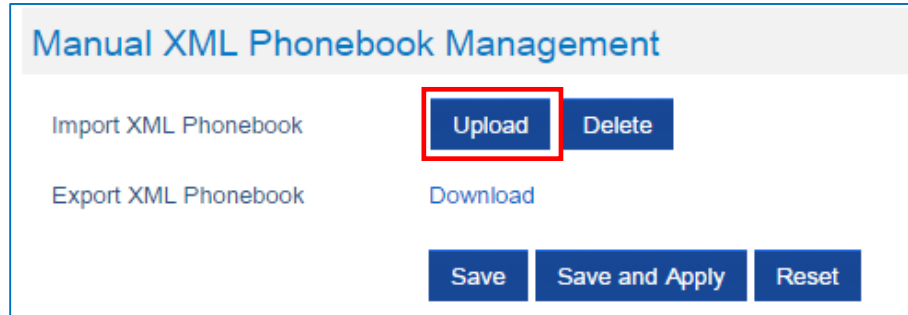 Manual XML Phonebook Management
Import XML Phonebook Upload Delete
Export XML Phonebook Download
Save Save and Apply Reset